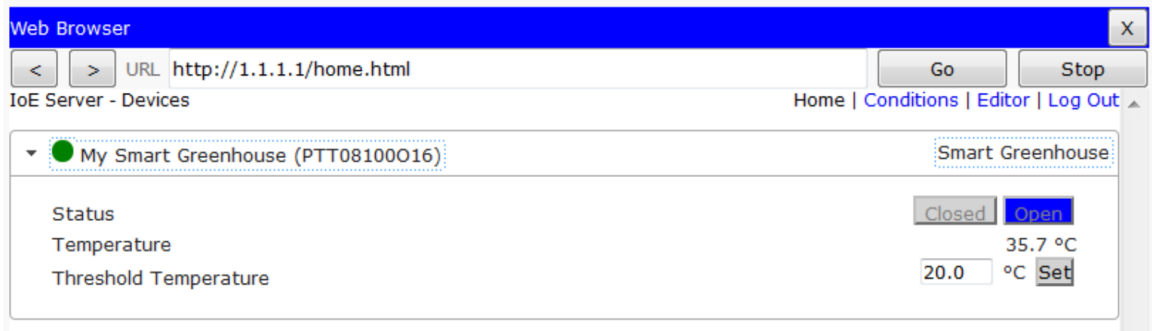 Web Browser X
< > URL http://1.1.1.1/home.html Go Stop
IoE Server - Devices Home | Conditions | Editor | Log Out
My Smart Greenhouse (PTT08100O16) Smart Greenhouse
Status Closed Open
Temperature 35.7 °C
Threshold Temperature 20.0 °C Set